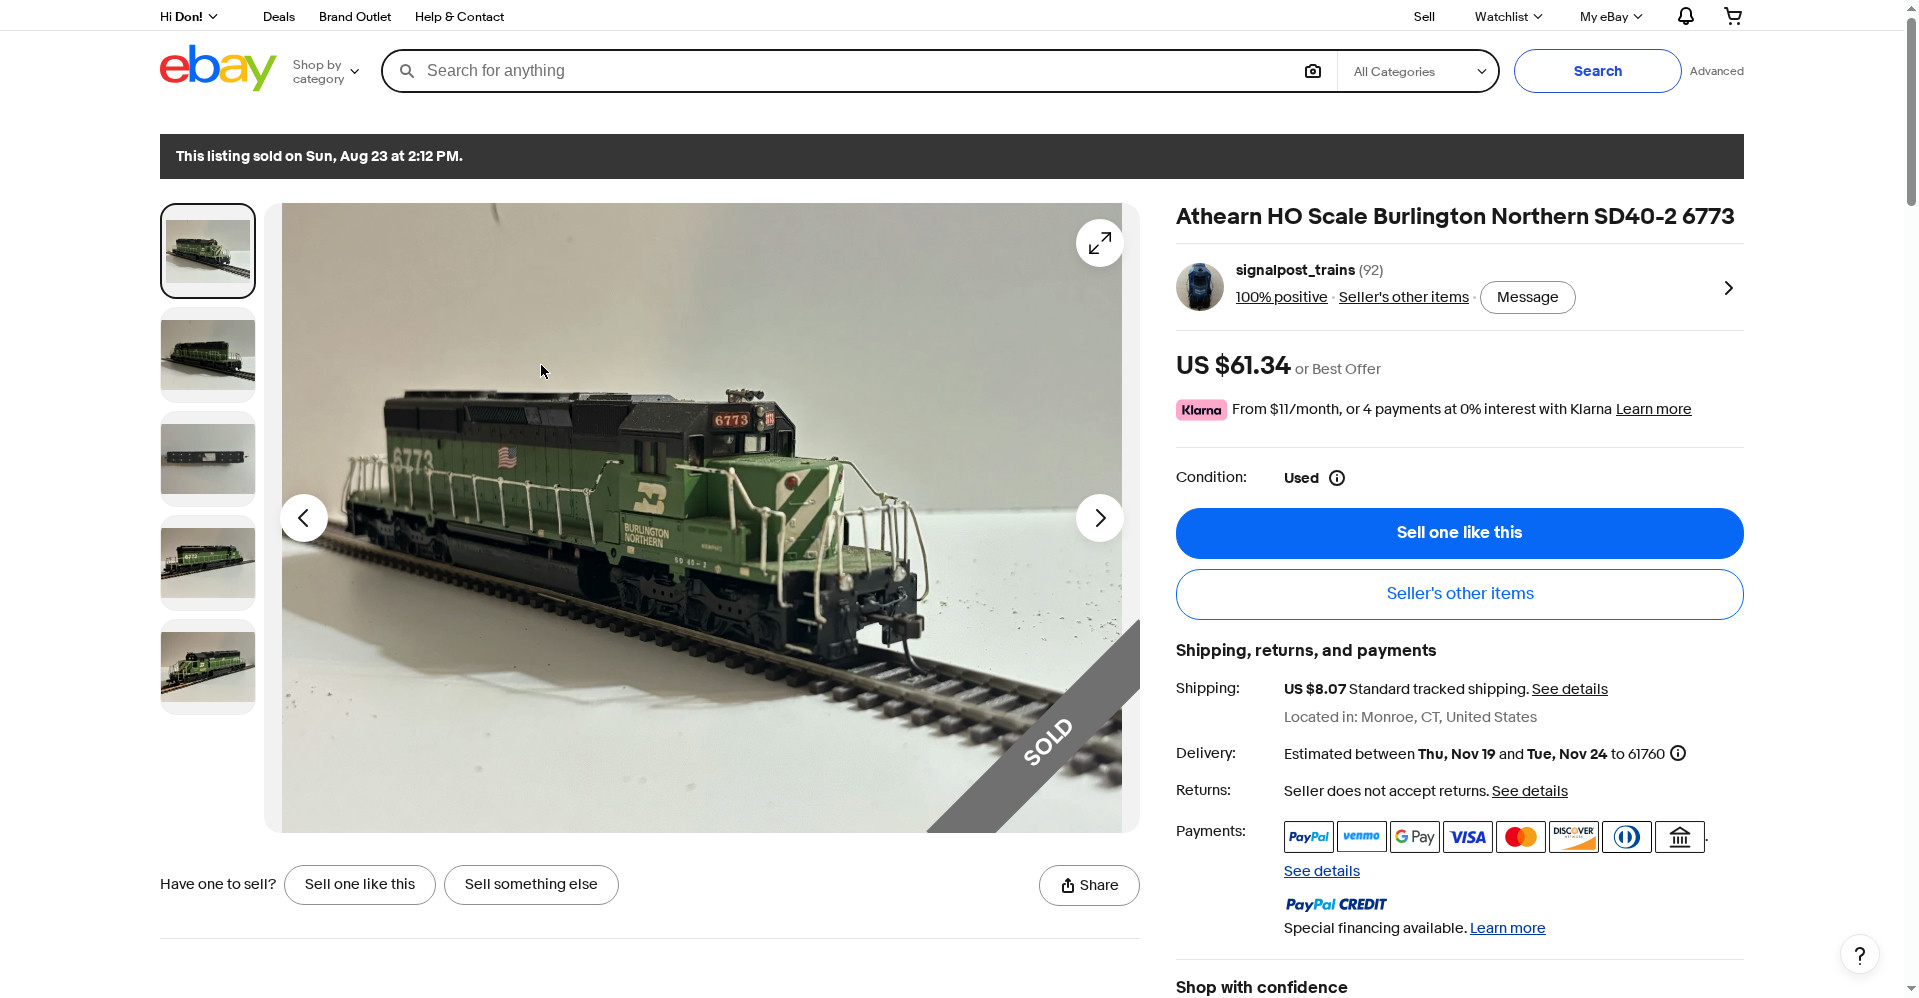 Hi Don!
Deals
Brand Outlet
Help & Contact
Sell
Watchlist
My eBay
ebay
Shop by
category
Search for anything
All Categories
Search
Advanced
This listing sold on Sun, Aug 23 at 2:12 PM.
6773
6773
BURLINGTON
NORTHERN
SD 40-2
SOLD
Have one to sell?
Sell one like this
Sell something else
Share
Athearn HO Scale Burlington Northern SD40-2 6773
signalpost_trains (92)
100% positive · Seller's other items · Message
US $61.34 or Best Offer
Klarna From $11/month, or 4 payments at 0% interest with Klarna Learn more
Condition: Used
Sell one like this
Seller's other items
Shipping, returns, and payments
Shipping: US $8.07 Standard tracked shipping. See details
Located in: Monroe, CT, United States
Delivery: Estimated between Thu, Nov 19 and Tue, Nov 24 to 61760
Returns: Seller does not accept returns. See details
Payments: PayPal venmo G Pay VISA DISCOVER .
See details
PayPal CREDIT
Special financing available. Learn more
Shop with confidence
?